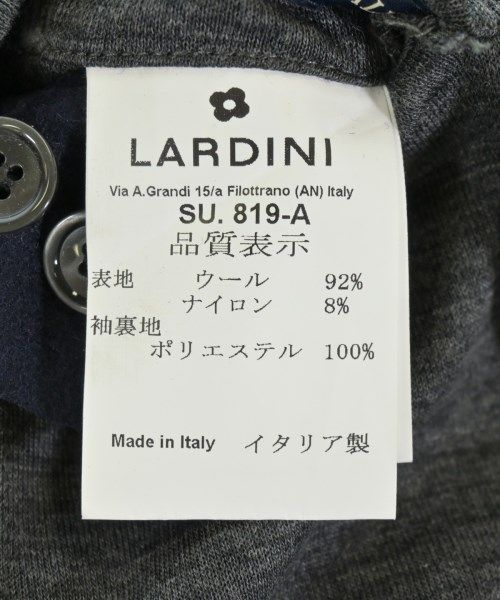 LARDINI
Via A.Grandi 15/a Filottrano (AN) Italy
SU. 819-A
品質表示
表地 ウール 92%
ナイロン 8%
袖裏地
ポリエステル 100%
Made in Italy イタリア製